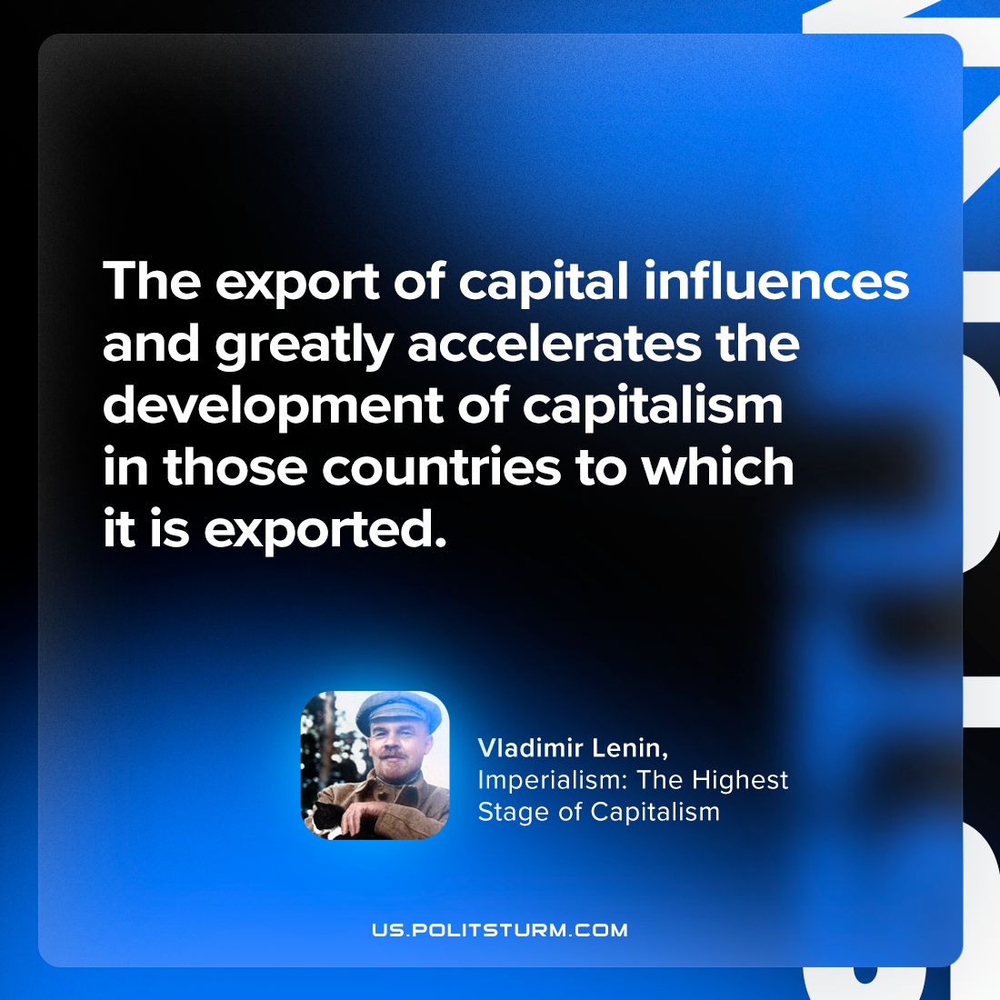 The export of capital influences
and greatly accelerates the
development of capitalism
in those countries to which
it is exported.
Vladimir Lenin,
Imperialism: The Highest
Stage of Capitalism
US.POLITSTURM.COM